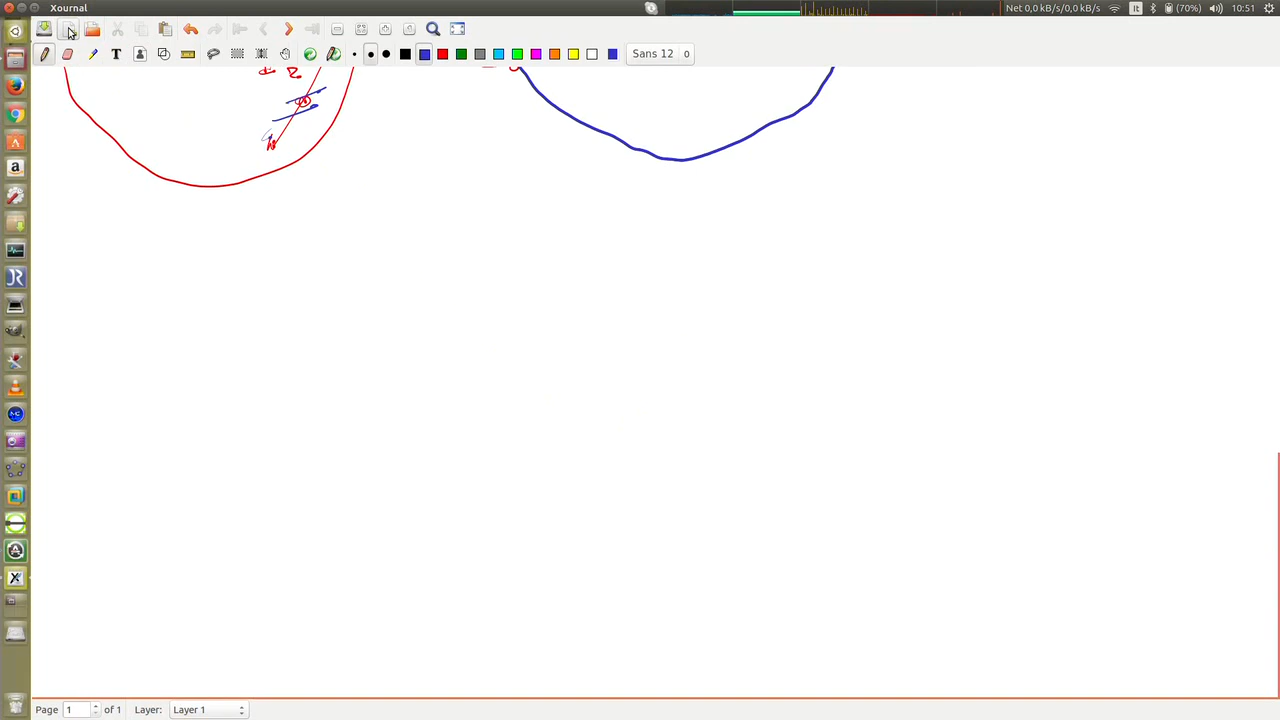 Xournal
Net 0,0 kB/s/0,0 kB/s
It
(70%)
10:51
T
Sans 12
0
Page
1
of 1
Layer:
Layer 1